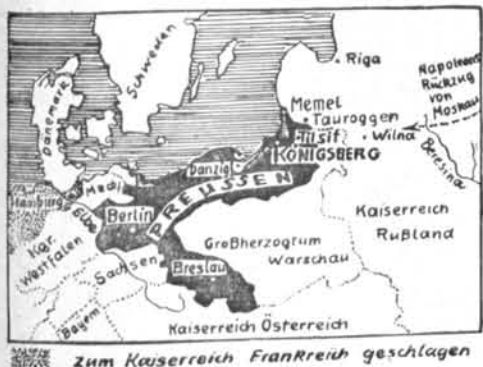 Schweden
Dänemark
Riga
Napoleons
Rückzug
von
Moskau
Memel
Tauroggen
Tilsit
Wilna
KÖNIGSBERG
Beresina
Danzig
PREUSSEN
Meckl.
Hamburg
Elbe
Berlin
Kgr.
Westfalen
Kaiserreich
Rußland
Großherzogtum
Warschau
Sachsen
Breslau
Bayern
Kaiserreich Österreich
zum Kaiserreich Frankreich geschlagen